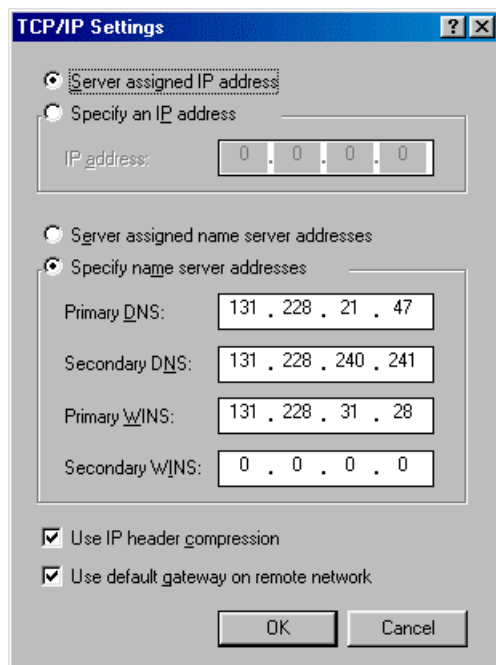 TCP/IP Settings
Server assigned IP address
Specify an IP address
IP address: 0 . 0 . 0 . 0
Server assigned name server addresses
Specify name server addresses
Primary DNS: 131 . 228 . 21 . 47
Secondary DNS: 131 . 228 . 240 . 241
Primary WINS: 131 . 228 . 31 . 28
Secondary WINS: 0 . 0 . 0 . 0
Use IP header compression
Use default gateway on remote network
OK Cancel